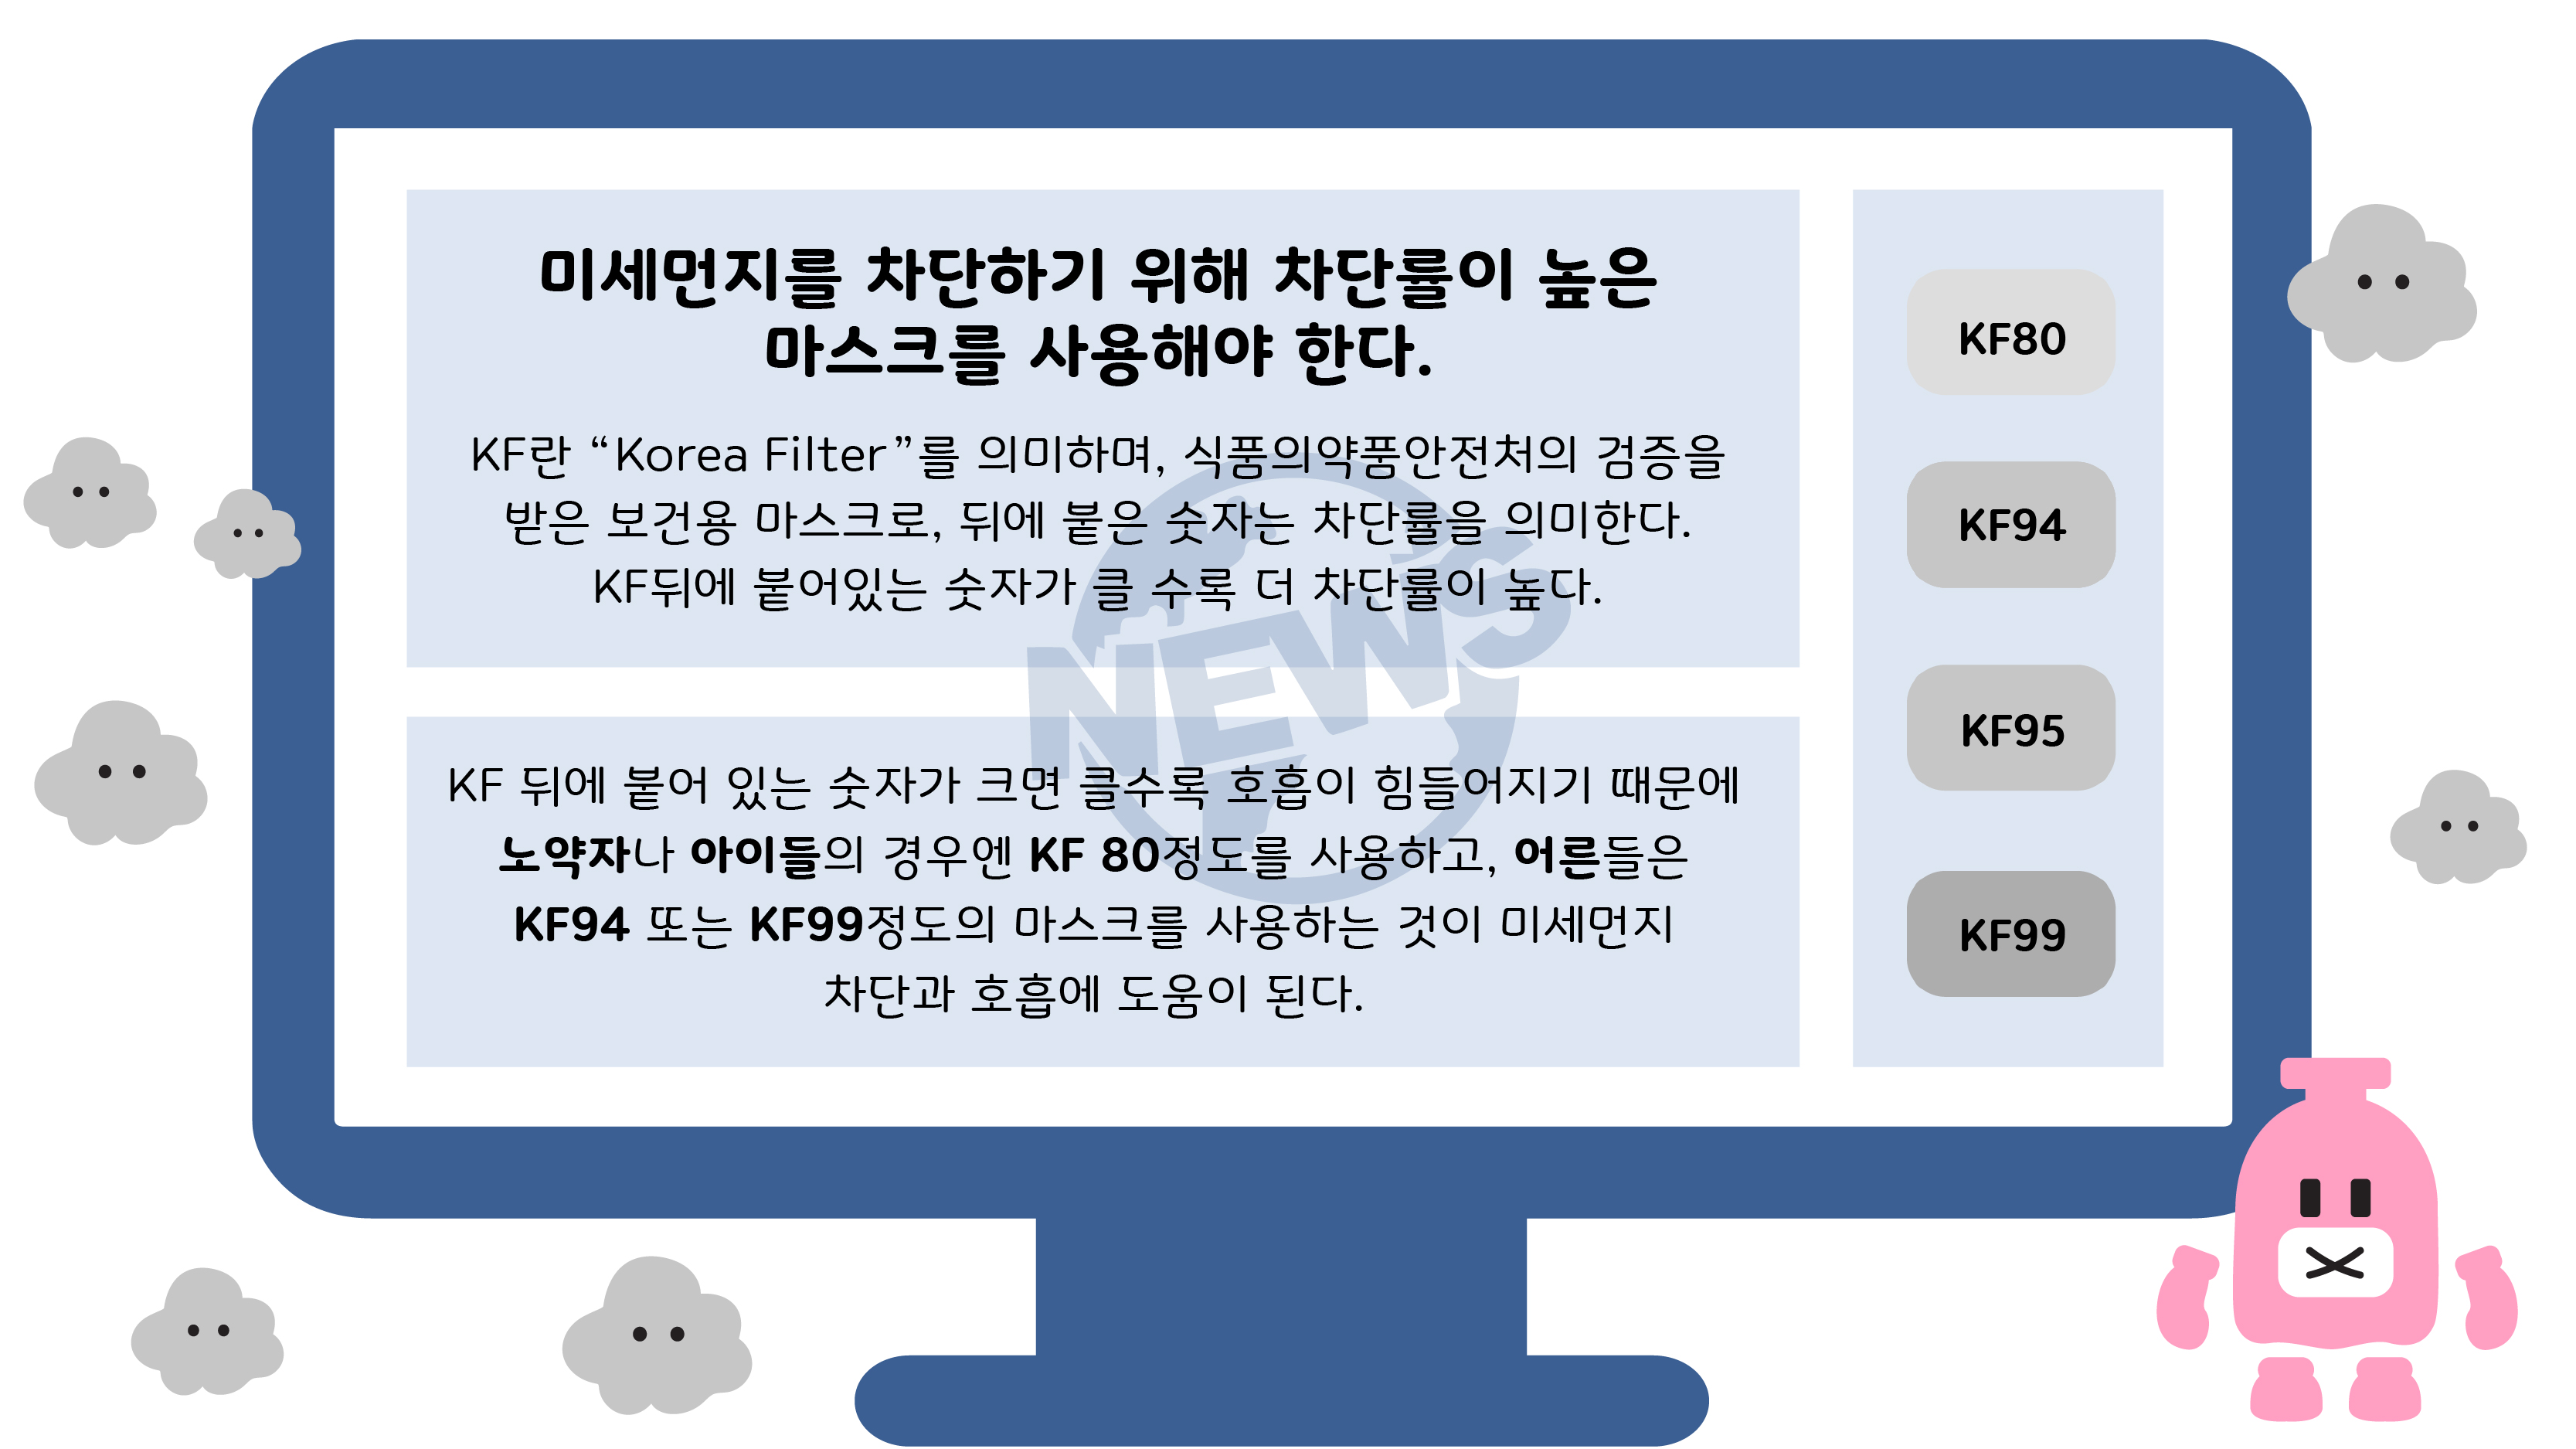 미세먼지를 차단하기 위해 차단률이 높은
마스크를 사용해야 한다.
KF란 “Korea Filter”를 의미하며, 식품의약품안전처의 검증을
받은 보건용 마스크로, 뒤에 붙은 숫자는 차단률을 의미한다.
KF뒤에 붙어있는 숫자가 클 수록 더 차단률이 높다.
NEWS
KF 뒤에 붙어 있는 숫자가 크면 클수록 호흡이 힘들어지기 때문에
노약자나 아이들의 경우엔 KF 80정도를 사용하고, 어른들은
KF94 또는 KF99정도의 마스크를 사용하는 것이 미세먼지
차단과 호흡에 도움이 된다.
KF80
KF94
KF95
KF99